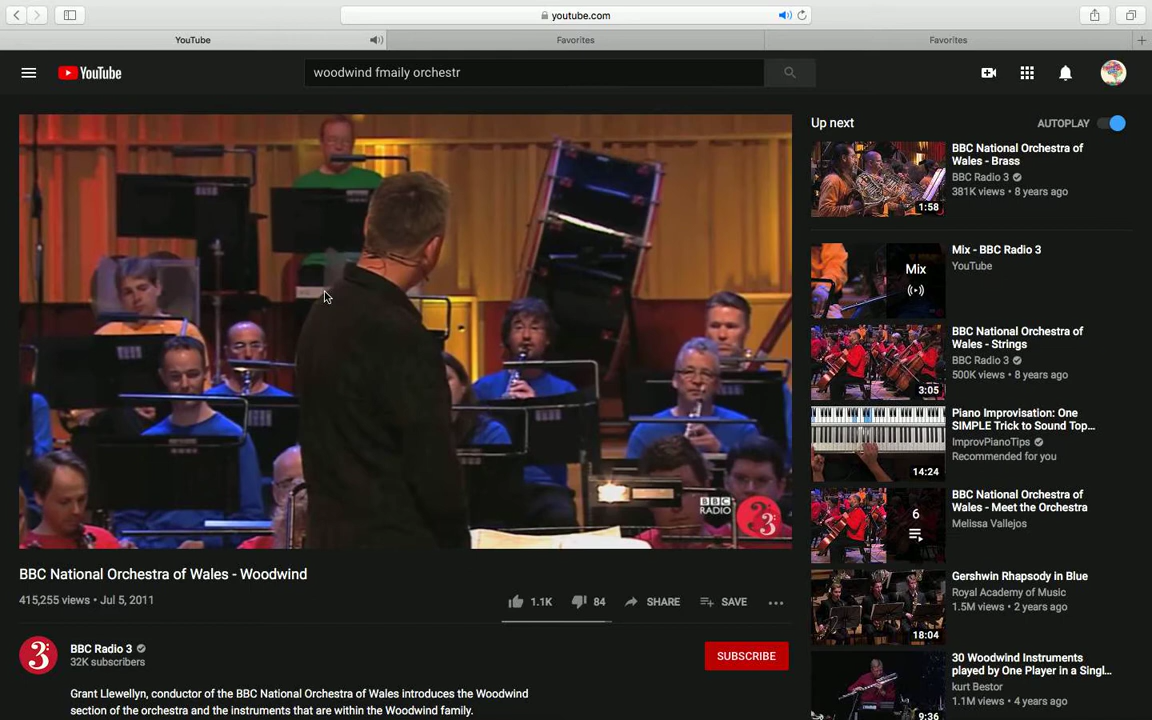 youtube.com
YouTube
Favorites
Favorites
YouTube
woodwind fmaily orchestr
BBC
RADIO
3
BBC National Orchestra of Wales - Woodwind
415,255 views • Jul 5, 2011
1.1K
84
SHARE
SAVE
3
BBC Radio 3
32K subscribers
SUBSCRIBE
Grant Llewellyn, conductor of the BBC National Orchestra of Wales introduces the Woodwind
section of the orchestra and the instruments that are within the Woodwind family.
Up next
AUTOPLAY
1:58
BBC National Orchestra of
Wales - Brass
BBC Radio 3
381K views • 8 years ago
Mix
Mix - BBC Radio 3
YouTube
3:05
BBC National Orchestra of
Wales - Strings
BBC Radio 3
500K views • 8 years ago
14:24
Piano Improvisation: One
SIMPLE Trick to Sound Top...
ImprovPianoTips
Recommended for you
6
BBC National Orchestra of
Wales - Meet the Orchestra
Melissa Vallejos
18:04
Gershwin Rhapsody in Blue
Royal Academy of Music
1.5M views • 2 years ago
9:36
30 Woodwind Instruments
played by One Player in a Singl...
kurt Bestor
1.1M views • 4 years ago